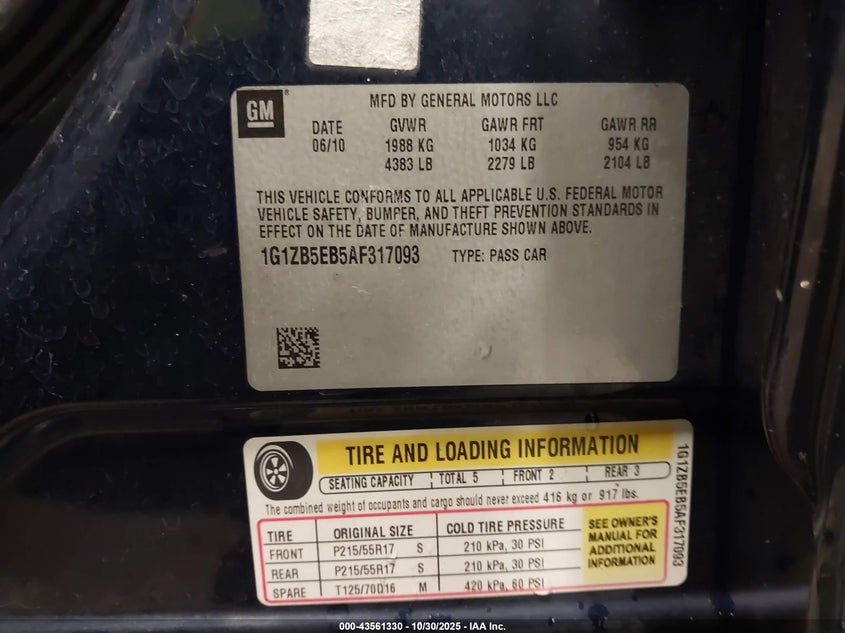 GM
MFD BY GENERAL MOTORS LLC
DATE GVWR GAWR FRT GAWR RR
06/10 1988 KG 1034 KG 954 KG
4383 LB 2279 LB 2104 LB
THIS VEHICLE CONFORMS TO ALL APPLICABLE U.S. FEDERAL MOTOR
VEHICLE SAFETY, BUMPER, AND THEFT PREVENTION STANDARDS IN
EFFECT ON THE DATE OF MANUFACTURE SHOWN ABOVE.
1G1ZB5EB5AF317093 TYPE: PASS CAR
TIRE AND LOADING INFORMATION
SEATING CAPACITY TOTAL 5 FRONT 2 REAR 3
The combined weight of occupants and cargo should never exceed 416 kg or 917 lbs.
TIRE ORIGINAL SIZE COLD TIRE PRESSURE
FRONT P215/55R17 S 210 kPa, 30 PSI
REAR P215/55R17 S 210 kPa, 30 PSI
SPARE T125/70D16 M 420 kPa, 60 PSI
SEE OWNER'S
MANUAL FOR
ADDITIONAL
INFORMATION
1G1ZB5EB5AF317093
000-43561330 - 10/30/2025 - IAA Inc.